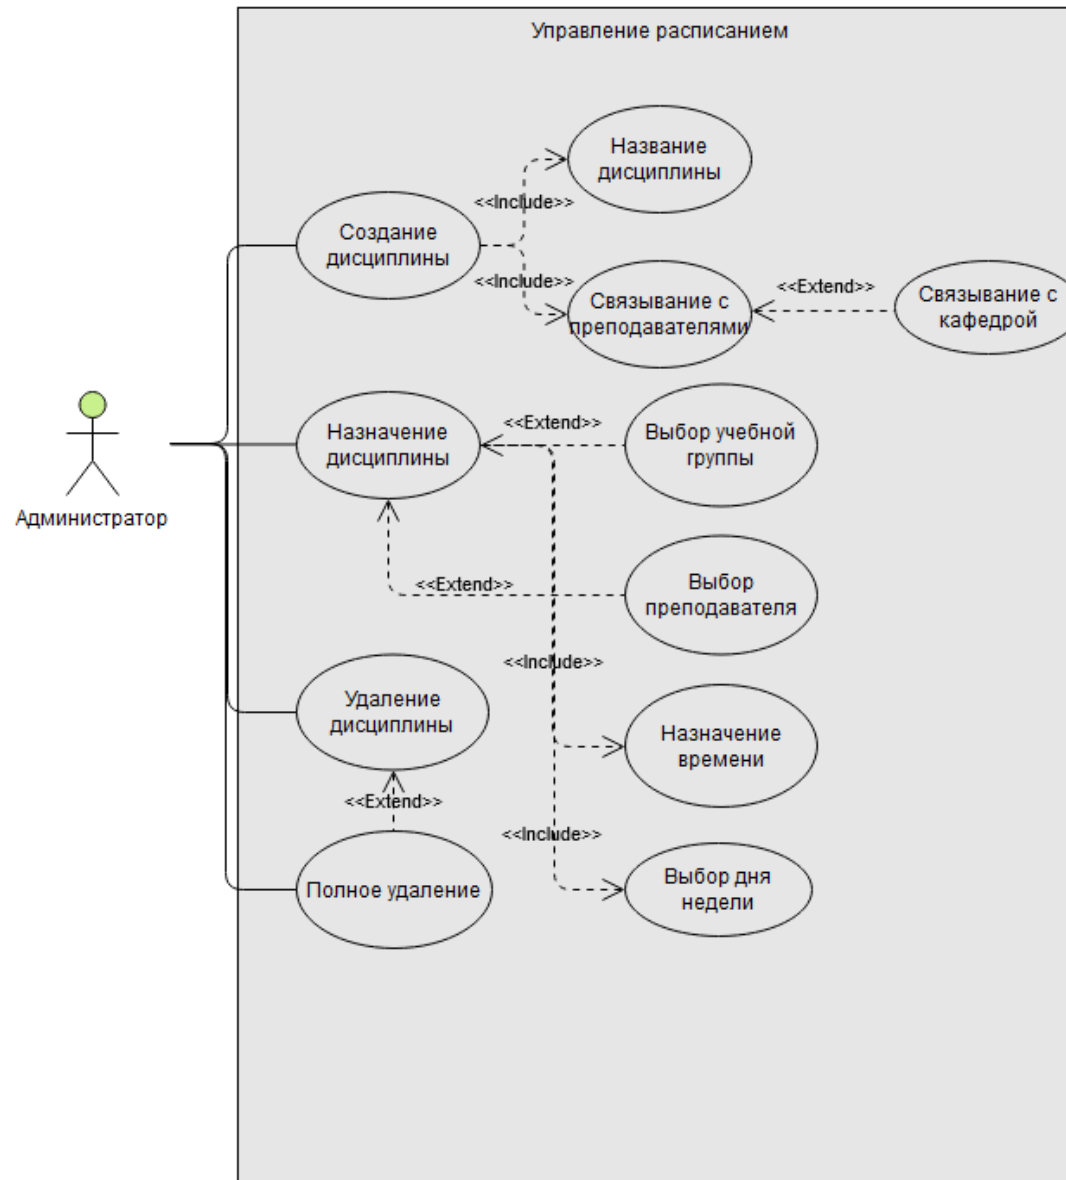 Управление расписанием
Название
дисциплины
<<Include>>
Создание
дисциплины
<<Include>>
Связывание с
преподавателями
<<Extend>>
Связывание с
кафедрой
Назначение
дисциплины
<<Extend>>
Выбор учебной
группы
Администратор
<<Extend>>
Выбор
преподавателя
<<Include>>
Удаление
дисциплины
Назначение
времени
<<Extend>>
<<Include>>
Полное удаление
Выбор дня
недели